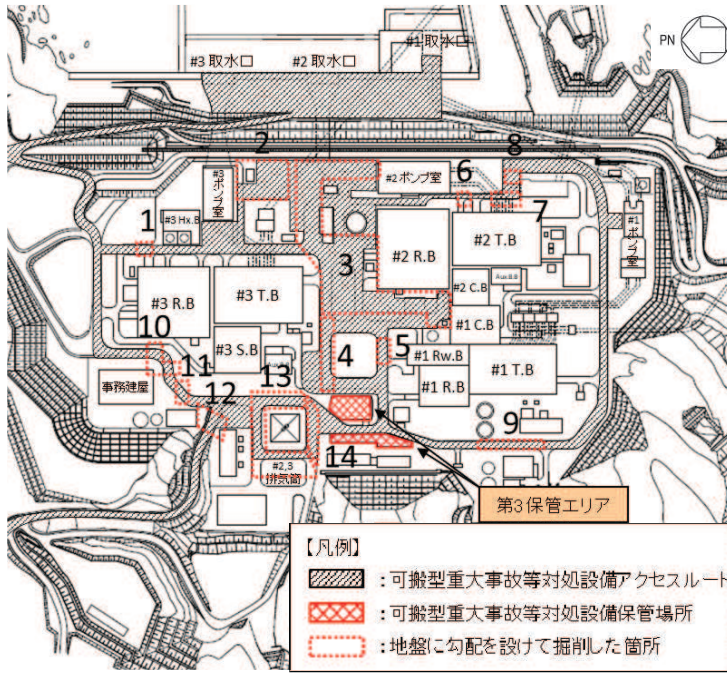 #1 取水口
PN
#3 取水口
#2 取水口
2
8
#3 ポンプ室
#2 ポンプ室
6
1
#3 Hx.B
7
#1 ポンプ室
#2 T.B
#2 R.B
3
#3 R.B
#3 T.B
#2 C.B
#1 C.B
10
#3 S.B
4
5
#1 Rw.B
11
13
#1 T.B
事務建屋
12
#1 R.B
9
14
#2,3
排気筒
第3保管エリア
【凡例】
:可搬型重大事故等対処設備アクセスルート
:可搬型重大事故等対処設備保管場所
:地盤に勾配を設けて掘削した箇所